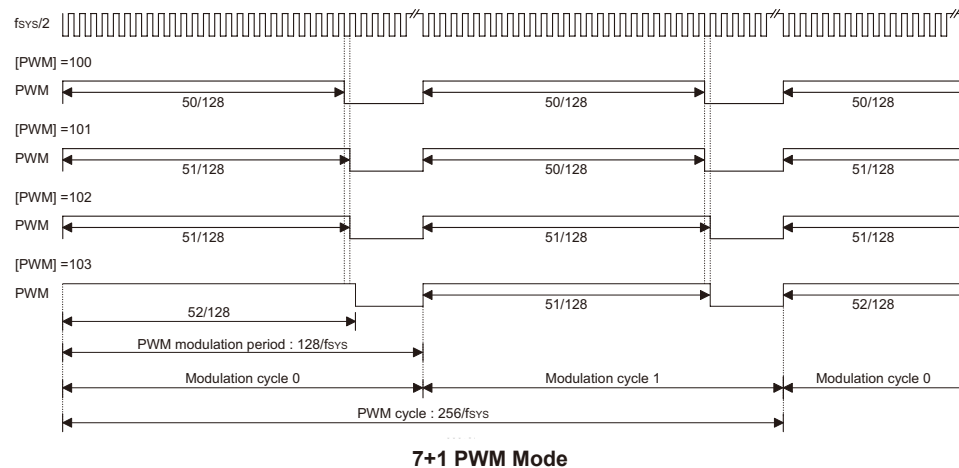 fSYS/2
[PWM] =100
PWM
50/128 50/128 50/128
[PWM] =101
PWM
51/128 50/128 51/128
[PWM] =102
PWM
51/128 51/128 51/128
[PWM] =103
PWM
52/128 51/128 52/128
PWM modulation period : 128/fSYS
Modulation cycle 0 Modulation cycle 1 Modulation cycle 0
PWM cycle : 256/fSYS
7+1 PWM Mode